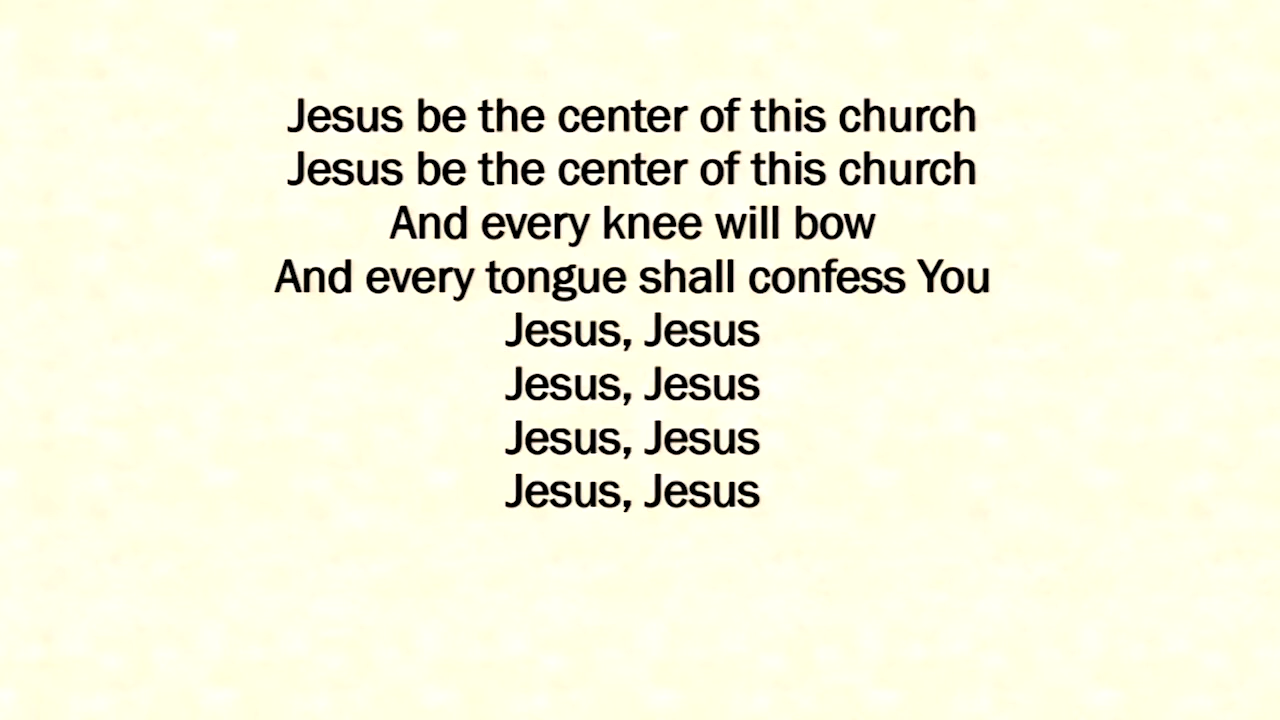 Jesus be the center of this church
Jesus be the center of this church
And every knee will bow
And every tongue shall confess You
Jesus, Jesus
Jesus, Jesus
Jesus, Jesus
Jesus, Jesus